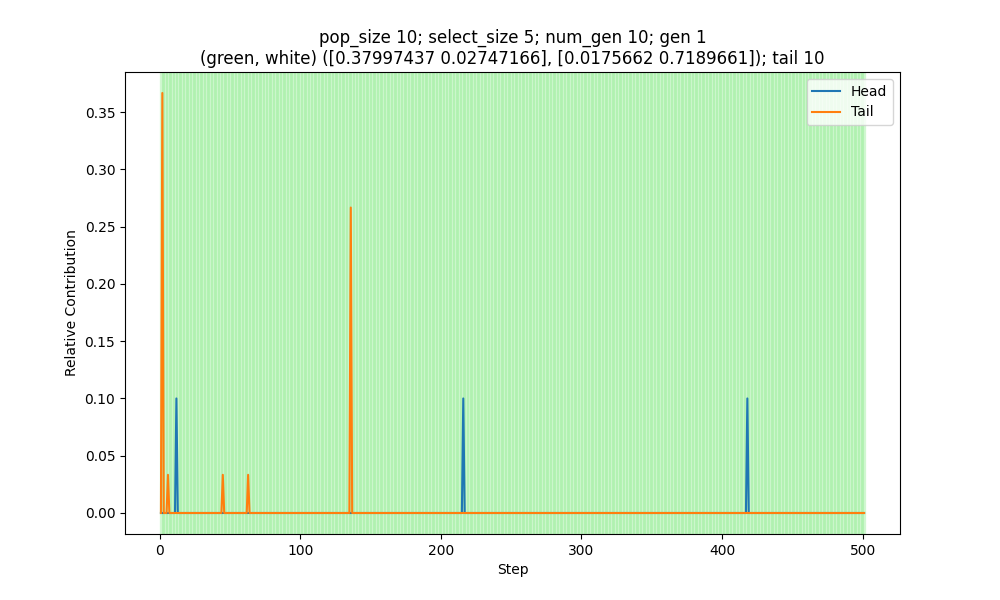 pop_size 10; select_size 5; num_gen 10; gen 1
(green, white) ([0.37997437 0.02747166], [0.0175662 0.7189661]); tail 10
Head
Tail
0.35
0.30
0.25
0.20
0.15
0.10
0.05
0.00
Relative Contribution
0 100 200 300 400 500
Step